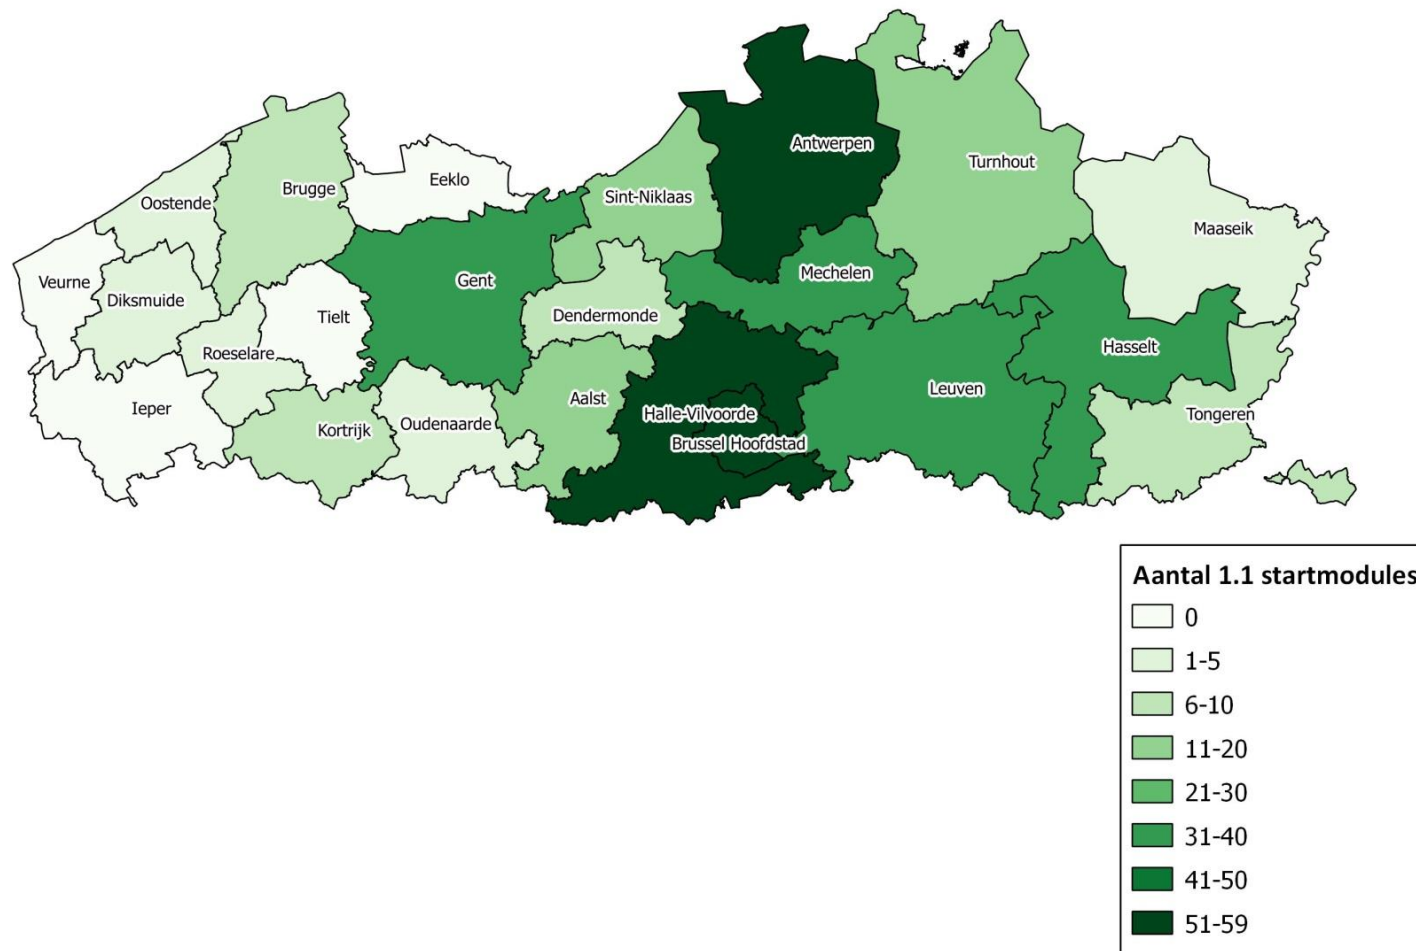 Antwerpen
Turnhout
Eeklo
Brugge
Sint-Niklaas
Oostende
Maaseik
Mechelen
Gent
Veurne
Diksmuide
Dendermonde
Tielt
Hasselt
Roeselare
Leuven
Aalst
Ieper
Halle-Vilvoorde
Tongeren
Oudenaarde
Kortrijk
Brussel Hoofdstad
Aantal 1.1 startmodules
0
1-5
6-10
11-20
21-30
31-40
41-50
51-59